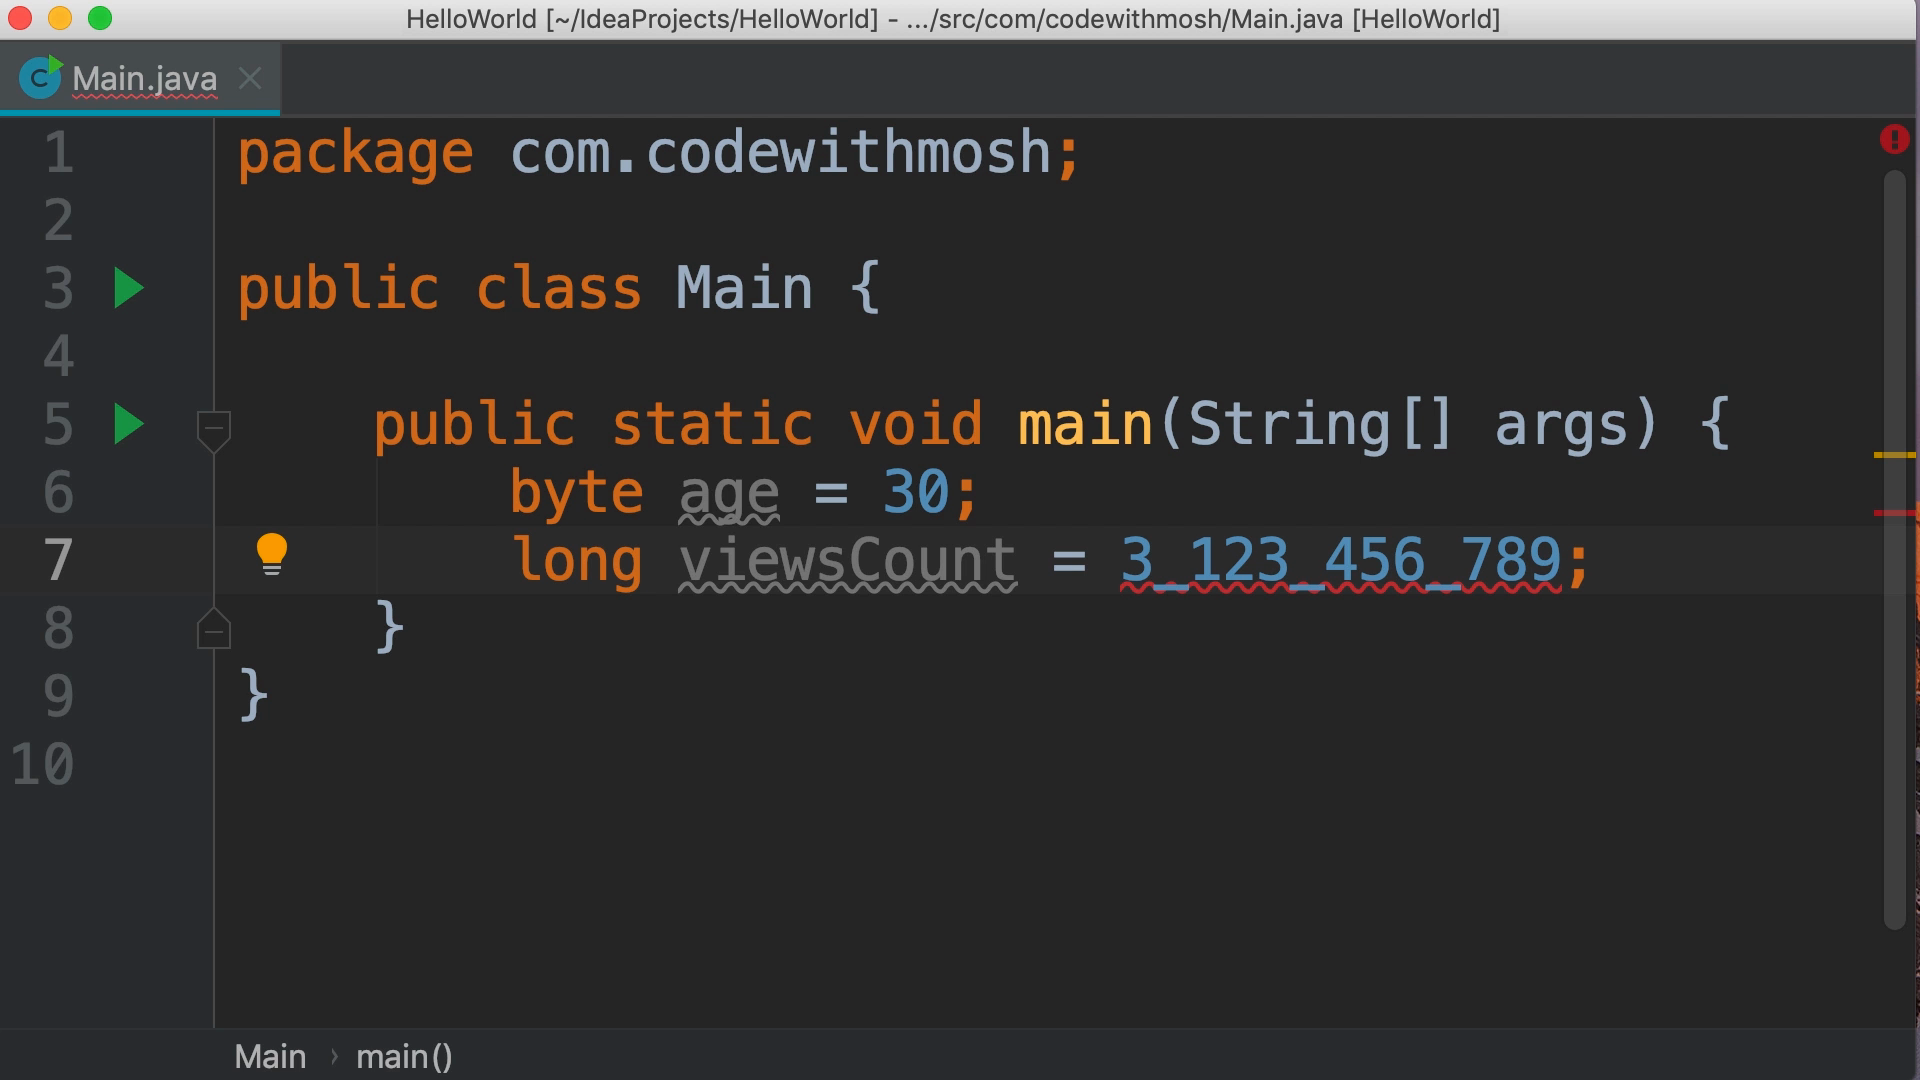 HelloWorld [~/IdeaProjects/HelloWorld] - .../src/com/codewithmosh/Main.java [HelloWorld]
C Main.java
1 package com.codewithmosh;
2
3 public class Main {
4
5 public static void main(String[] args) {
6 byte age = 30;
7 long viewsCount = 3_123_456_789;
8 }
9 }
10
Main › main()